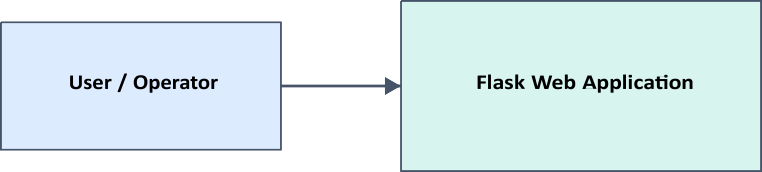 User / Operator
Flask Web Application